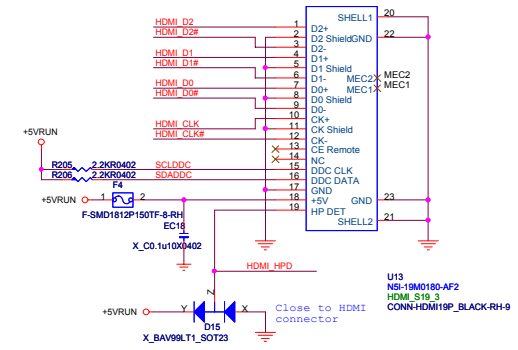 HDMI_D2 1 D2+ SHELL1 20
HDMI_D2# 2 D2 Shield GND 22
3 D2-
HDMI_D1 4 D1+
HDMI_D1# 5 D1 Shield
6 D1- MEC2 MEC2
HDMI_D0 7 D0+ MEC1 MEC1
HDMI_D0# 8 D0 Shield
9 D0-
HDMI_CLK 10 CK+
11 CK Shield
HDMI_CLK# 12 CK-
+5VRUN 13 CE Remote
14 NC
R205 2.2KR0402 SCLDDC 15 DDC CLK
R206 2.2KR0402 SDADDC 16 DDC DATA
F4 17 GND
+5VRUN 1 2 18 +5V GND 23
F-SMD1812P150TF-8-RH 19 HP DET
SHELL2 21
EC18
X_C0.1u10X0402
HDMI_HPD
U13
N5I-19M0180-AF2
HDMI_S19_3
CONN-HDMI19P_BLACK-RH-9
Z
+5VRUN Y X
Close to HDMI
connector
D15
X_BAV99LT1_SOT23